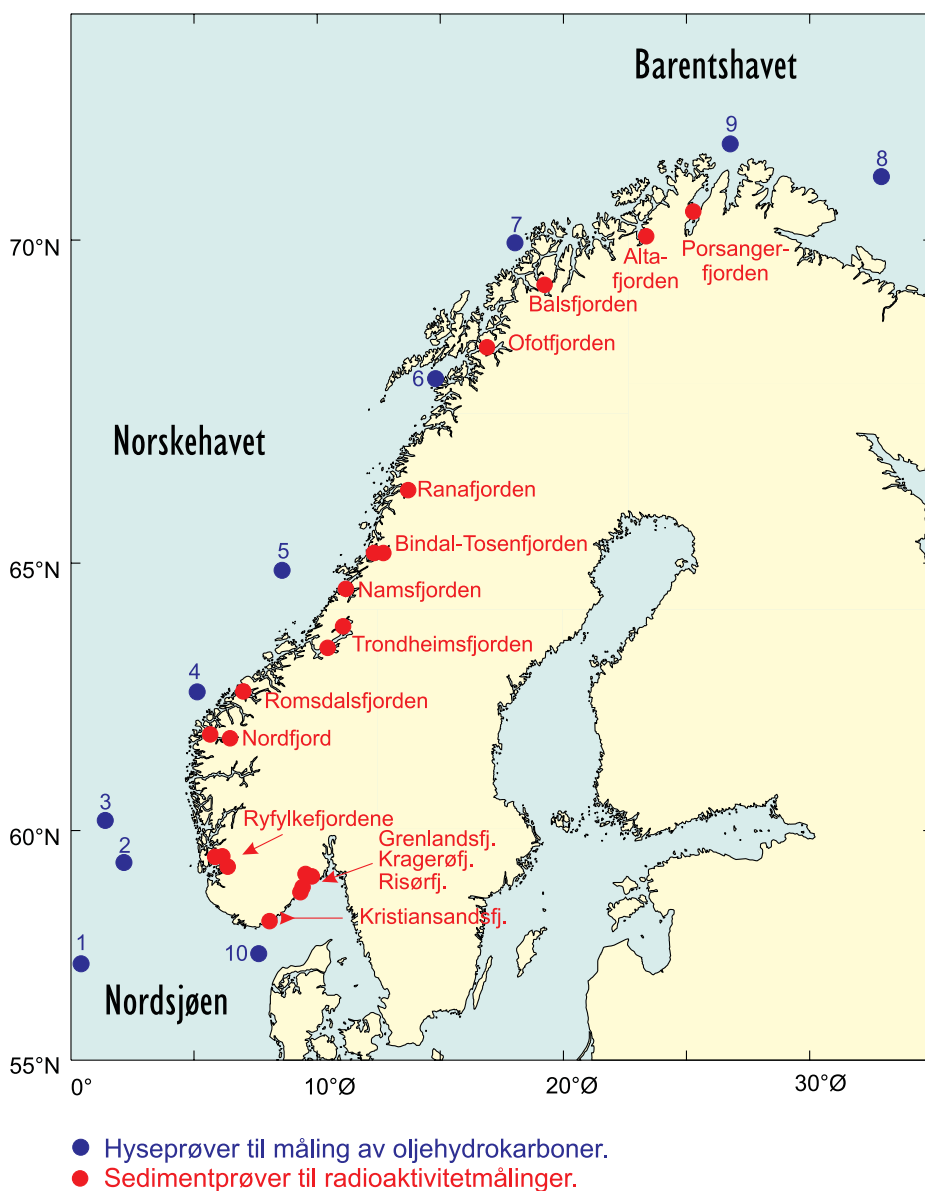 Barentshavet
9
8
7
70°N
Alta-
fjorden
Porsanger-
fjorden
Balsfjorden
Ofotfjorden
6
Norskehavet
Ranafjorden
Bindal-Tosenfjorden
5
65°N
Namsfjorden
Trondheimsfjorden
4
Romsdalsfjorden
Nordfjord
3
Ryfylkefjordene
60°N
Grenlandsfj.
2
Kragerøfj.
Risørfj.
Kristiansandsfj.
1
10
Nordsjøen
55°N
0°
10°Ø
20°Ø
30°Ø
Hyseprøver til måling av oljehydrokarboner.
Sedimentprøver til radioaktivitetmålinger.